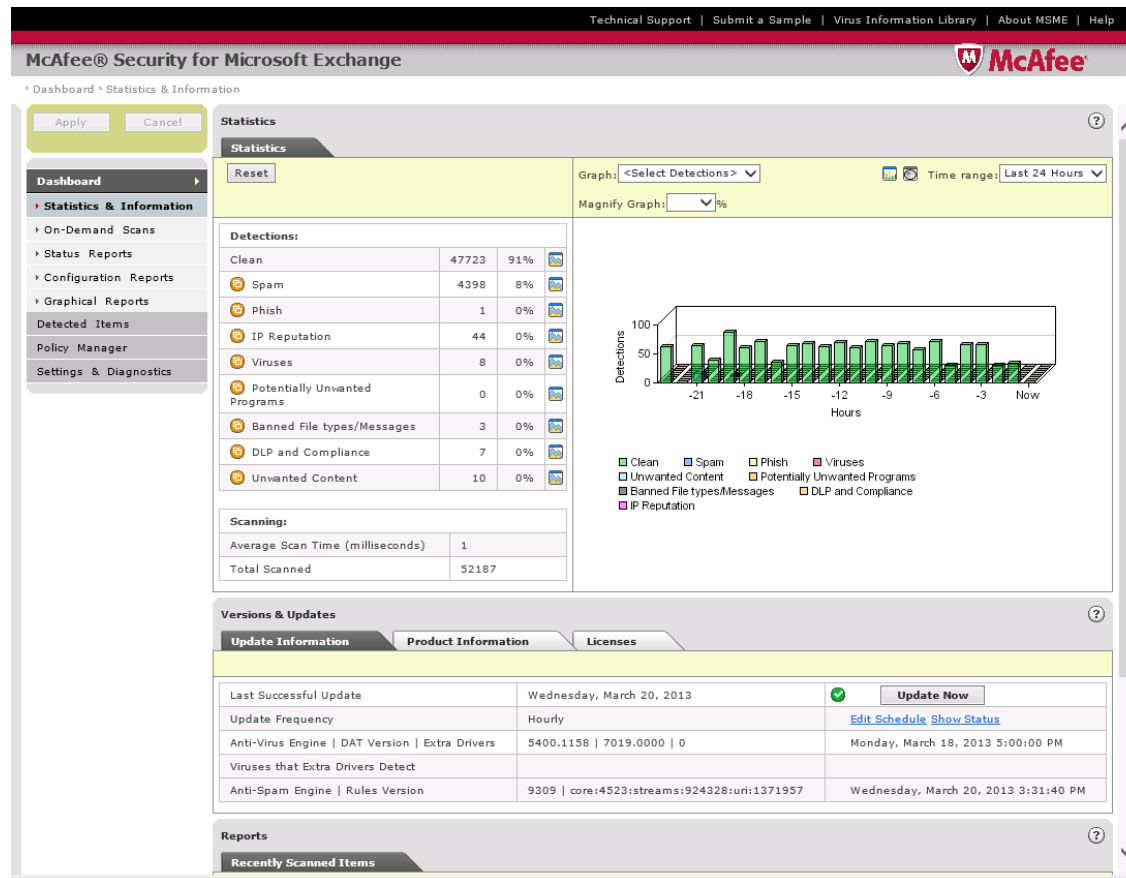 Technical Support | Submit a Sample | Virus Information Library | About MSME | Help
McAfee® Security for Microsoft Exchange
McAfee
Dashboard Statistics & Information
Apply Cancel
Dashboard
Statistics & Information
On-Demand Scans
Status Reports
Configuration Reports
Graphical Reports
Detected Items
Policy Manager
Settings & Diagnostics
Statistics ?
Statistics
Reset
Graph: <Select Detections> Time range: Last 24 Hours
Magnify Graph: %
Detections:
Clean 47723 91%
Spam 4398 8%
Phish 1 0%
IP Reputation 44 0%
Viruses 8 0%
Potentially Unwanted
Programs 0 0%
Banned File types/Messages 3 0%
DLP and Compliance 7 0%
Unwanted Content 10 0%
Scanning:
Average Scan Time (milliseconds) 1
Total Scanned 52187
100
50
0
Detections
-21 -18 -15 -12 -9 -6 -3 Now
Hours
Clean Spam Phish Viruses
Unwanted Content Potentially Unwanted Programs
Banned File types/Messages DLP and Compliance
IP Reputation
Versions & Updates ?
Update Information Product Information Licenses
Last Successful Update Wednesday, March 20, 2013 Update Now
Update Frequency Hourly Edit Schedule Show Status
Anti-Virus Engine | DAT Version | Extra Drivers 5400.1158 | 7019.0000 | 0 Monday, March 18, 2013 5:00:00 PM
Viruses that Extra Drivers Detect
Anti-Spam Engine | Rules Version 9309 | core:4523:streams:924328:uri:1371957 Wednesday, March 20, 2013 3:31:40 PM
Reports ?
Recently Scanned Items